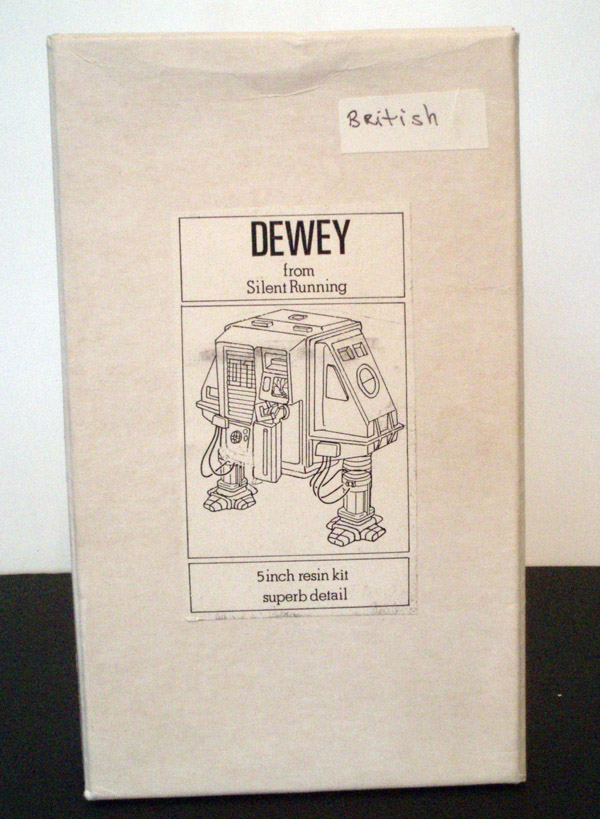 British
DEWEY
from
Silent Running
5 inch resin kit
superb detail